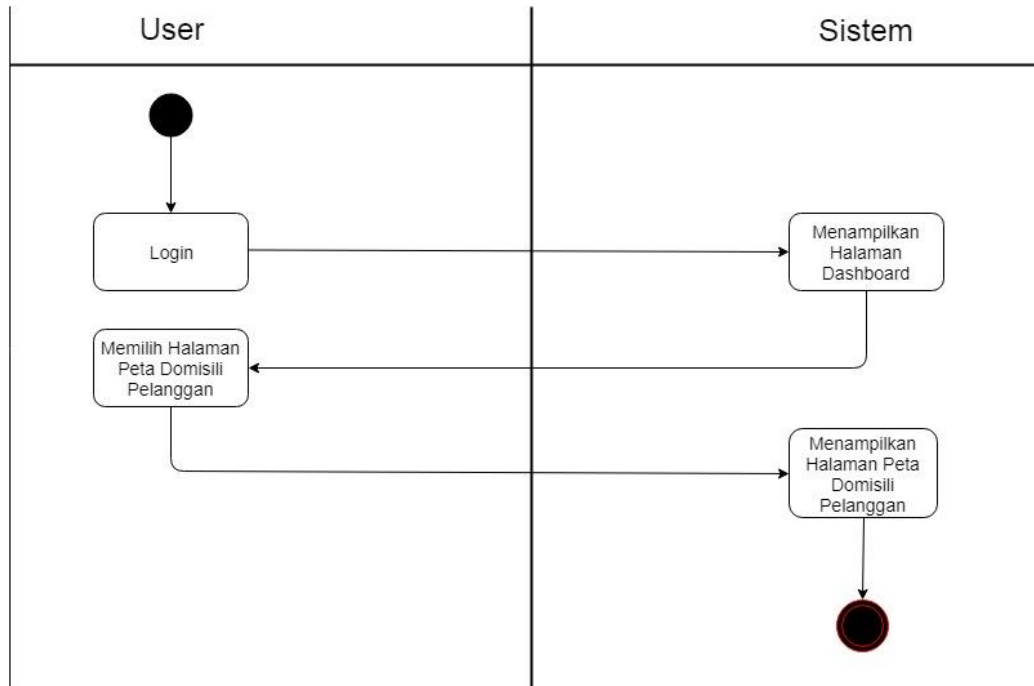 User
Sistem
Login
Menampilkan
Halaman
Dashboard
Memilih Halaman
Peta Domisili
Pelanggan
Menampilkan
Halaman Peta
Domisili
Pelanggan